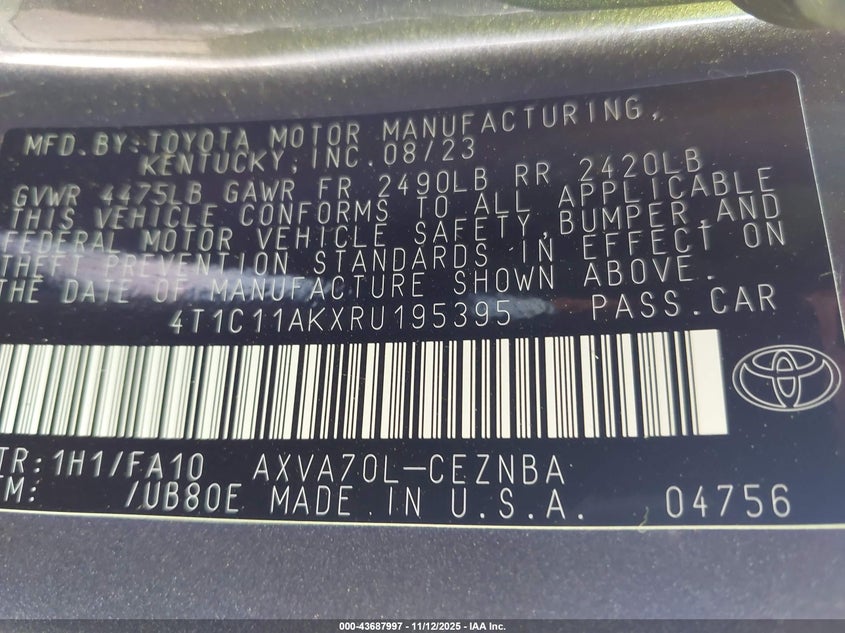 MFD.BY:TOYOTA MOTOR MANUFACTURING,
KENTUCKY,INC.08/23
GVWR 4475LB GAWR FR 2490LB RR 2420LB
THIS VEHICLE CONFORMS TO ALL APPLICABLE
FEDERAL MOTOR VEHICLE SAFETY,BUMPER,AND
THEFT PREVENTION STANDARDS IN EFFECT ON
THE DATE OF MANUFACTURE SHOWN ABOVE.
4T1C11AKXRU195395 PASS.CAR
TR:1H1/FA10 AXVA70L-CEZNBA
TM: /UB80E MADE IN U.S.A. 04756
000-43687997 - 11/12/2025 - IAA Inc.